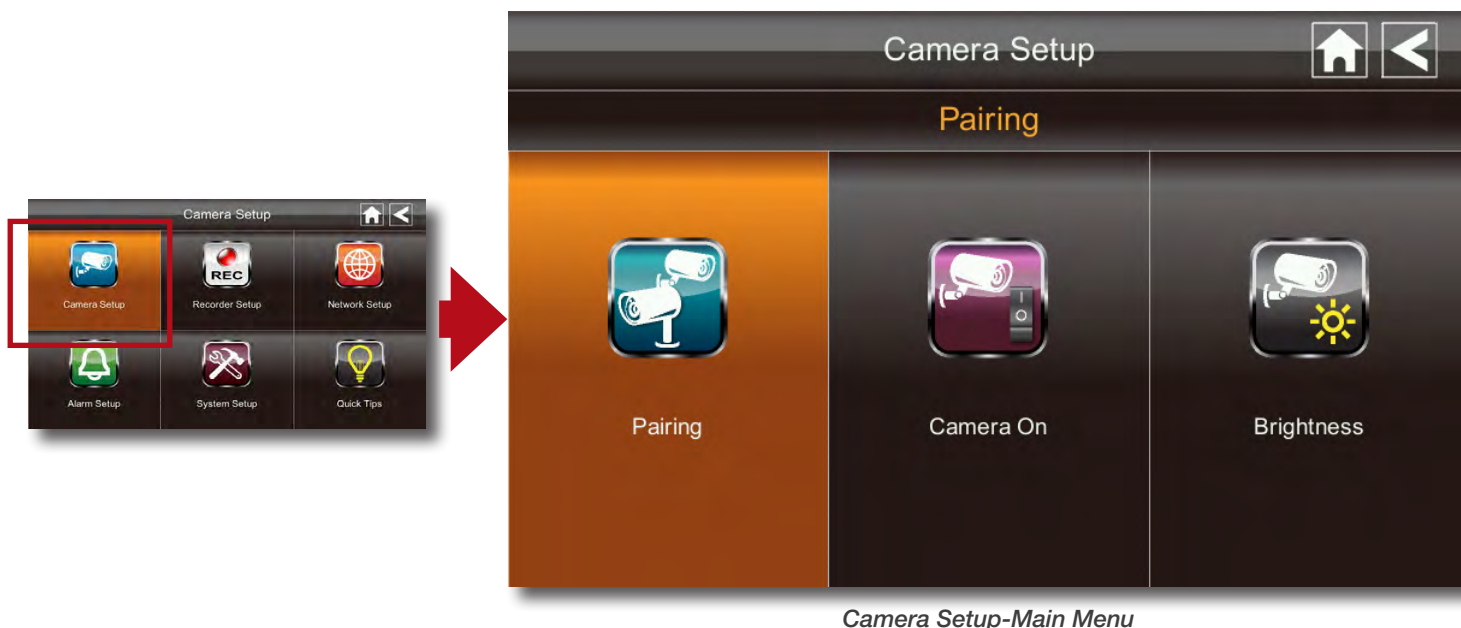 Camera Setup
REC
Camera Setup
Recorder Setup
Network Setup
Alarm Setup
System Setup
Quick Tips
Camera Setup
Pairing
Pairing
Camera On
Brightness
Camera Setup-Main Menu